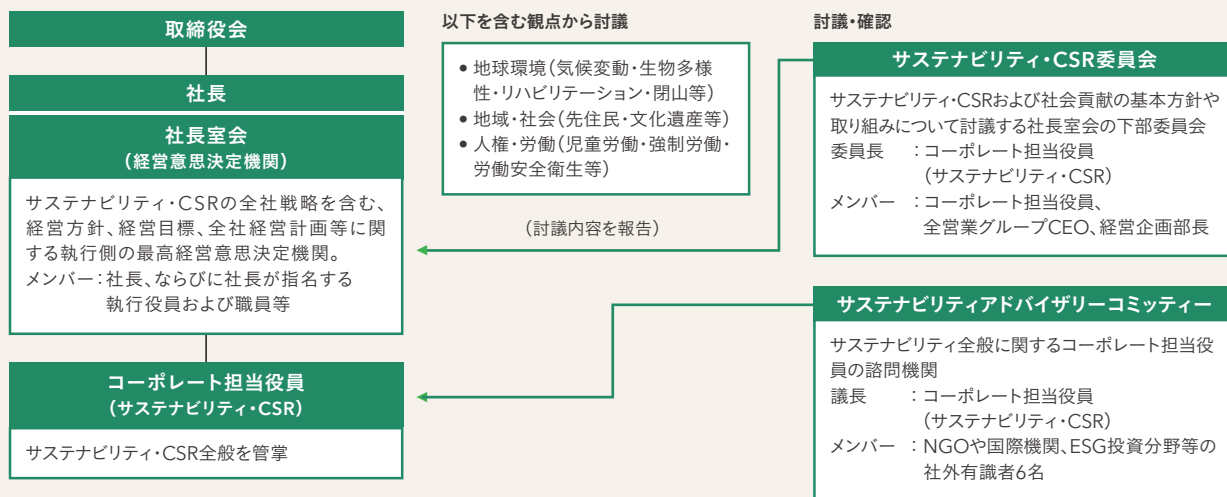 取締役会
社長
社長室会
(経営意思決定機関)
サステナビリティ・CSRの全社戦略を含む、
経営方針、経営目標、全社経営計画等に関
する執行側の最高経営意思決定機関。
メンバー:社長、ならびに社長が指名する
執行役員および職員等
コーポレート担当役員
(サステナビリティ・CSR)
サステナビリティ・CSR全般を管掌
以下を含む観点から討議
• 地球環境(気候変動・生物多様
性・リハビリテーション・閉山等)
• 地域・社会(先住民・文化遺産等)
• 人権・労働(児童労働・強制労働・
労働安全衛生等)
(討議内容を報告)
討議・確認
サステナビリティ・CSR委員会
サステナビリティ・CSRおよび社会貢献の基本方針や
取り組みについて討議する社長室会の下部委員会
委員長 :コーポレート担当役員
(サステナビリティ・CSR)
メンバー :コーポレート担当役員、
全営業グループCEO、経営企画部長
サステナビリティアドバイザリーコミッティー
サステナビリティ全般に関するコーポレート担当役
員の諮問機関
議長 :コーポレート担当役員
(サステナビリティ・CSR)
メンバー :NGOや国際機関、ESG投資分野等の
社外有識者6名